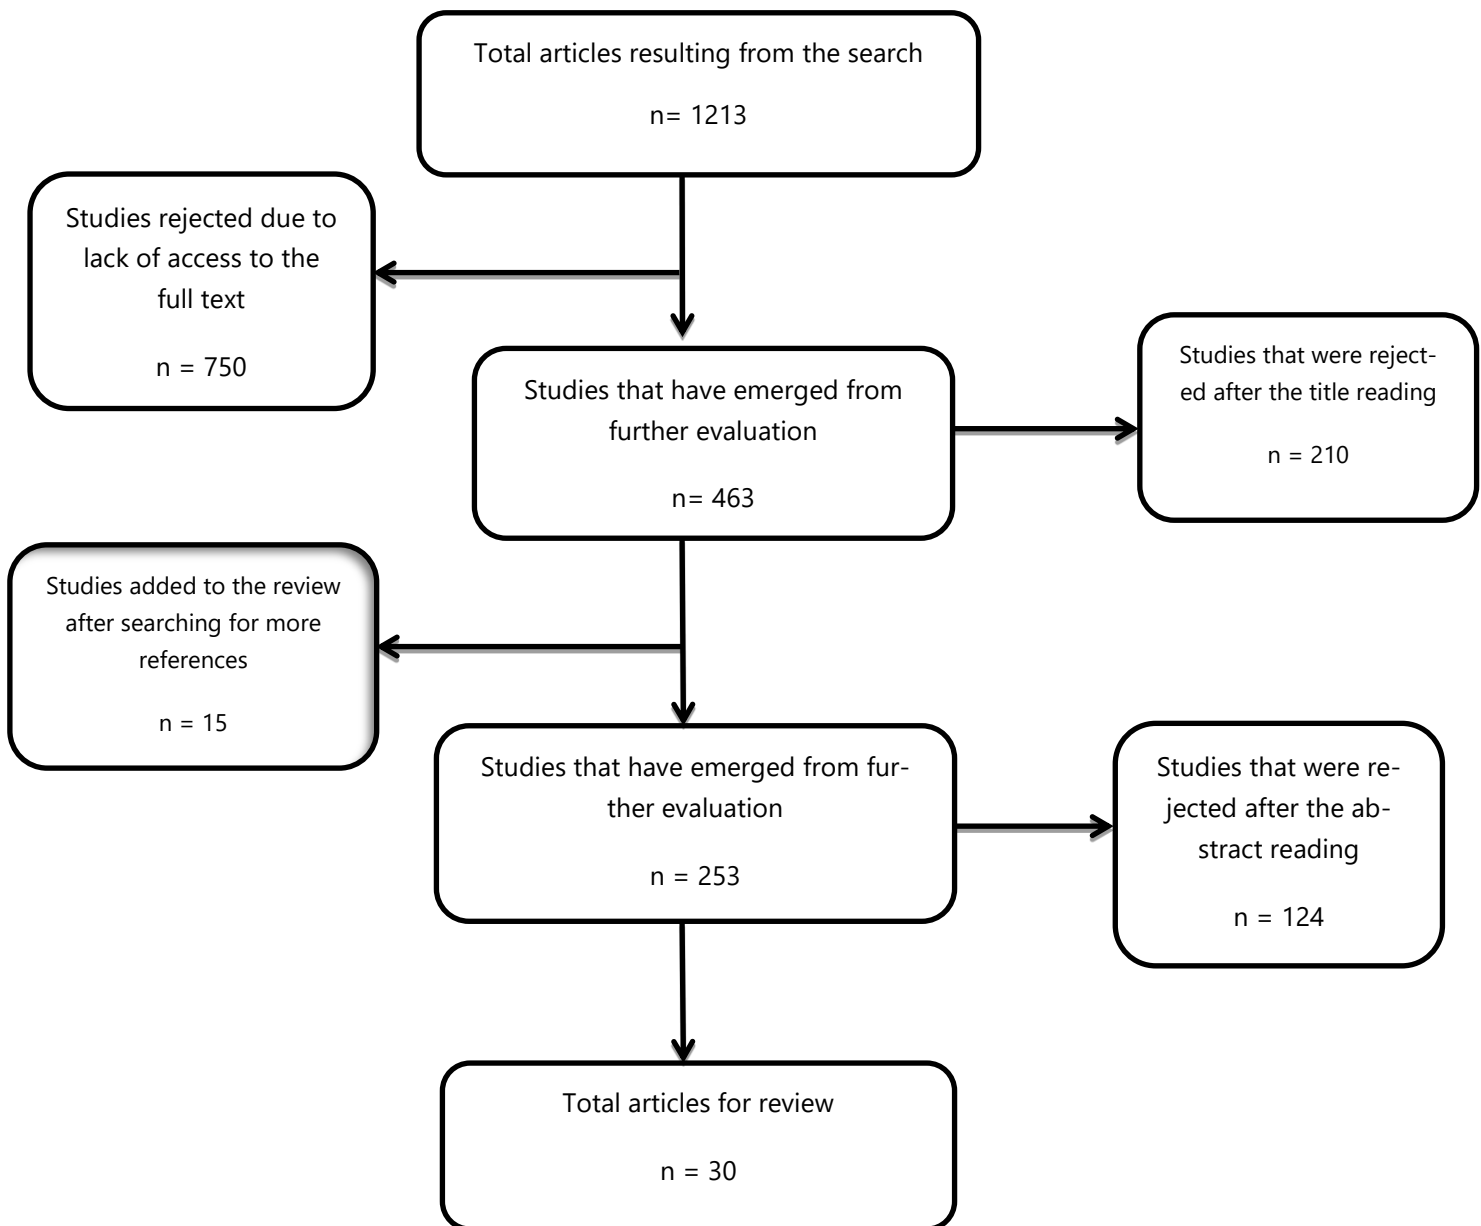 Total articles resulting from the search
n= 1213
Studies rejected due to
lack of access to the
full text
n = 750
Studies that have emerged from
further evaluation
n= 463
Studies that were reject-
ed after the title reading
n = 210
Studies added to the review
after searching for more
references
n = 15
Studies that have emerged from fur-
ther evaluation
n = 253
Studies that were re-
jected after the ab-
stract reading
n = 124
Total articles for review
n = 30